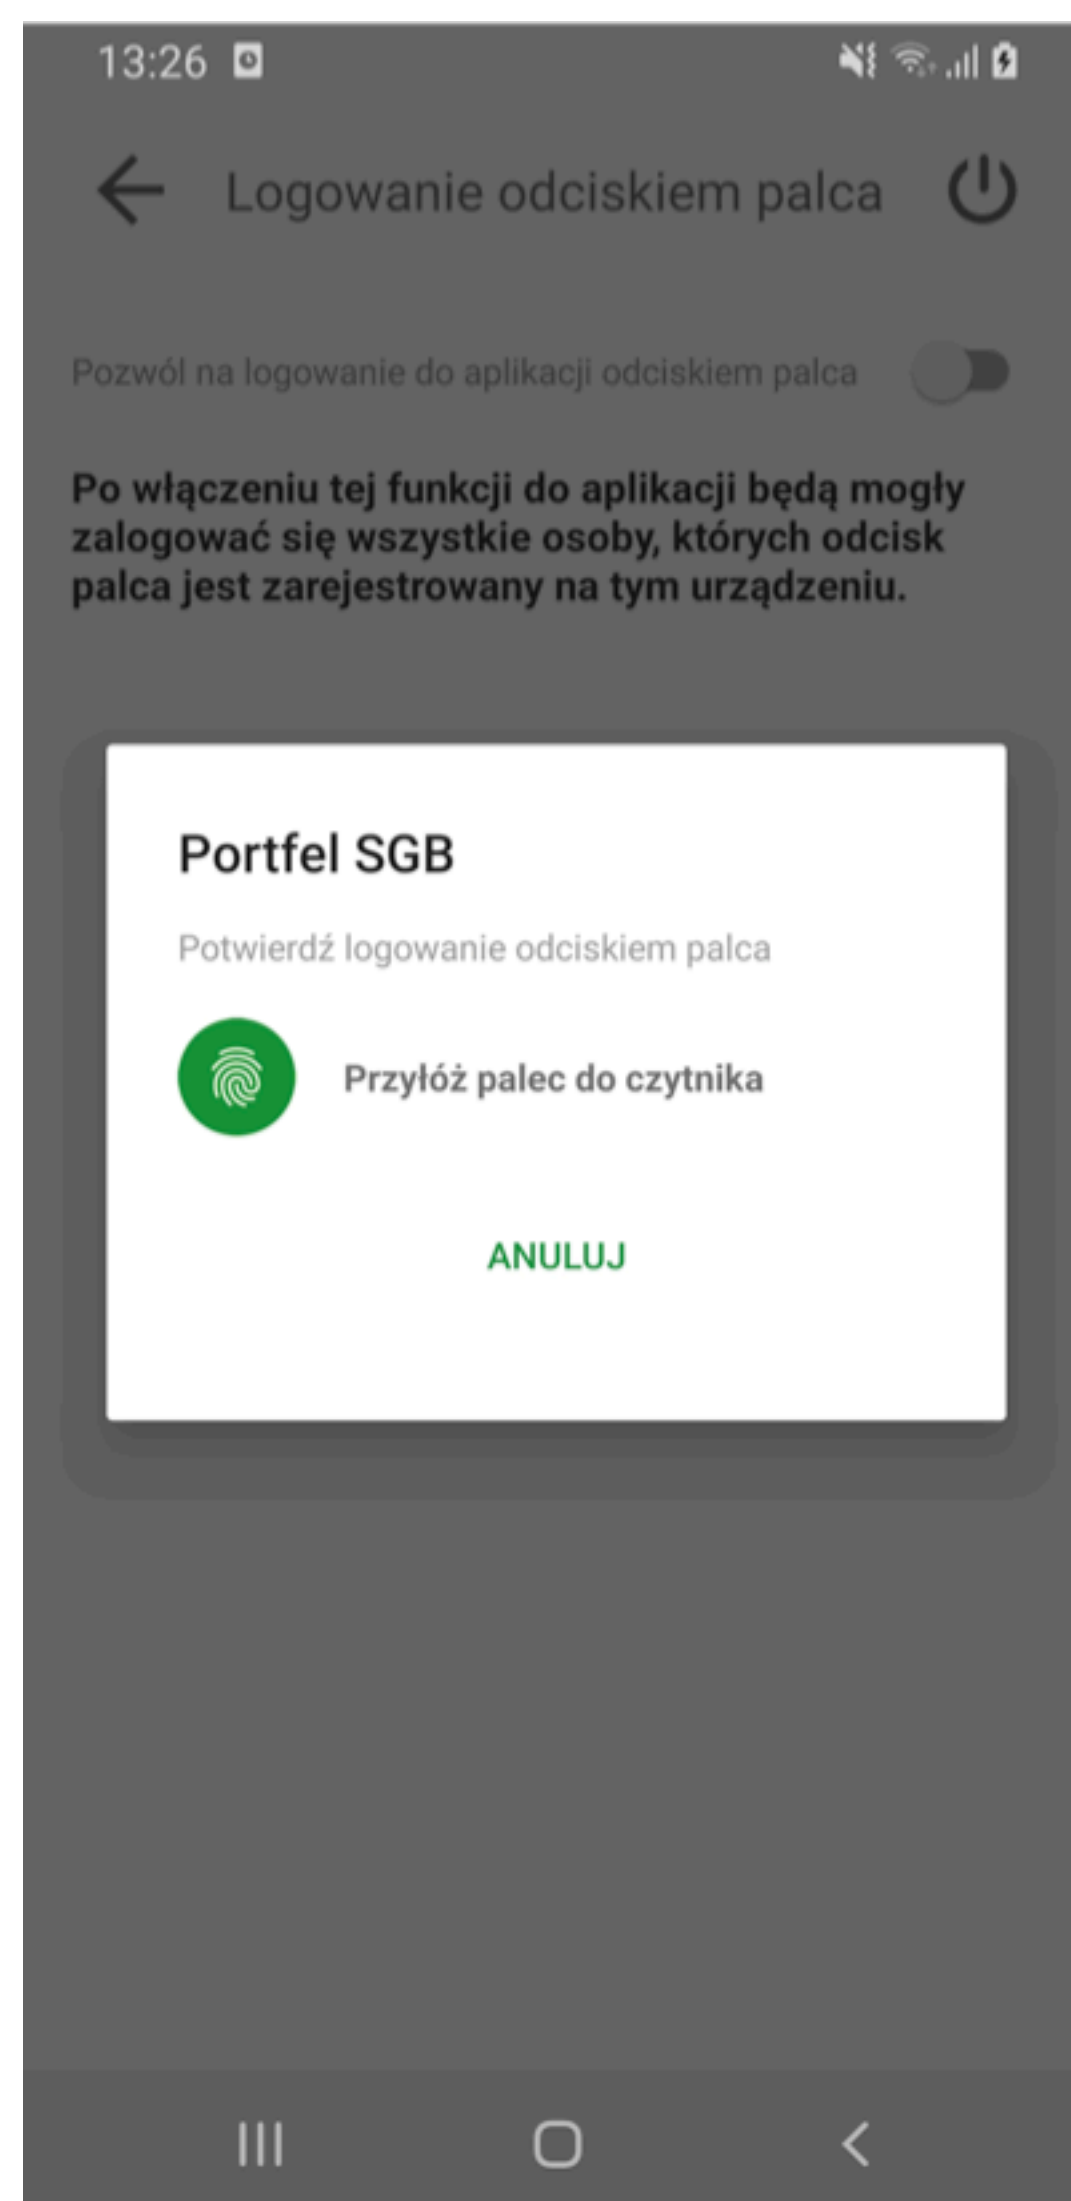 13:26
Logowanie odciskiem palca
Pozwól na logowanie do aplikacji odciskiem palca
Po włączeniu tej funkcji do aplikacji będą mogły
zalogować się wszystkie osoby, których odcisk
palca jest zarejestrowany na tym urządzeniu.
Portfel SGB
Potwierdź logowanie odciskiem palca
Przyłóż palec do czytnika
ANULUJ